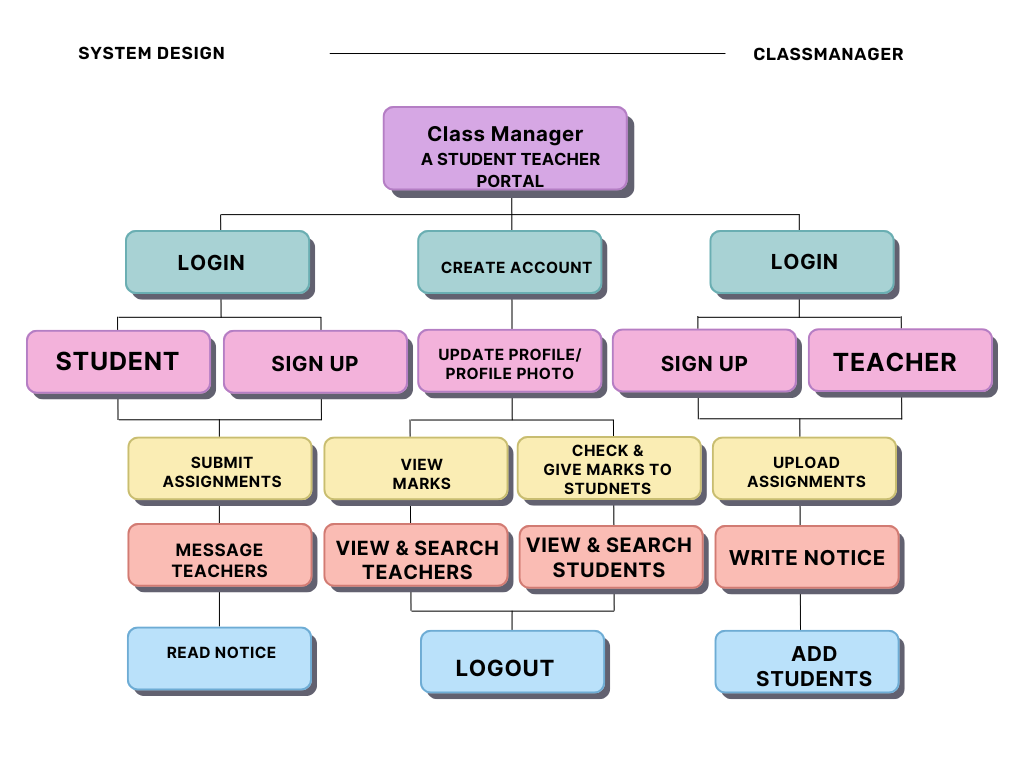 SYSTEM DESIGN
CLASSMANAGER
Class Manager
A STUDENT TEACHER
PORTAL
LOGIN
CREATE ACCOUNT
LOGIN
STUDENT
SIGN UP
UPDATE PROFILE/
PROFILE PHOTO
SIGN UP
TEACHER
SUBMIT
ASSIGNMENTS
VIEW
MARKS
CHECK &
GIVE MARKS TO
STUDNETS
UPLOAD
ASSIGNMENTS
MESSAGE
TEACHERS
VIEW & SEARCH
TEACHERS
VIEW & SEARCH
STUDENTS
WRITE NOTICE
READ NOTICE
LOGOUT
ADD
STUDENTS